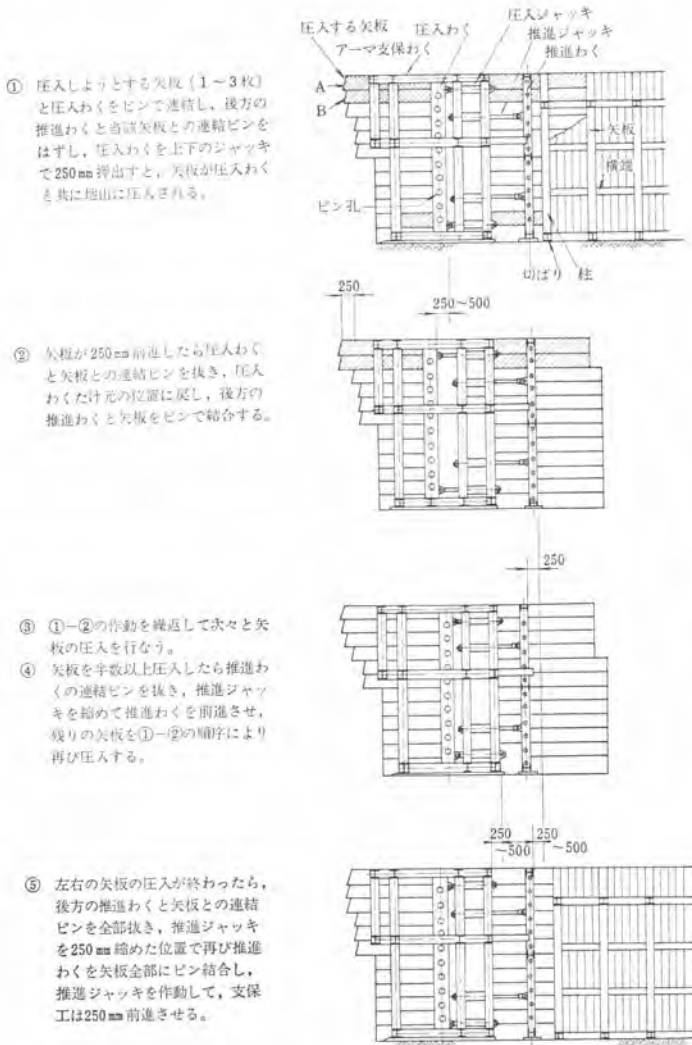 圧入する矢板
圧入わく
圧入ジャッキ
推進ジャッキ
推進わく
アーマ支保わく
A
B
① 圧入しようとする矢板(1〜3枚)
と圧入わくをピンで連結し,後方の
推進わくと当該矢板との連結ピンを
はずし,圧入わくを上下のジャッキ
で250mm押出すと,矢板が圧入わく
と共に地山に圧入される。
矢板
横端
ピン孔
切ばり
柱
250
250〜500
② 矢板が250mm前進したら圧入わく
と矢板との連結ピンを抜き,圧入
わくだけ元の位置に戻し,後方の
推進わくと矢板をピンで結合する。
250
③ ①−②の作動を繰返して次々と矢
板の圧入を行なう。
④ 矢板を半数以上圧入したら推進わ
くの連結ピンを抜き,推進ジャッ
キを縮めて推進わくを前進させ,
残りの矢板を①−②の順序により
再び圧入する。
250
〜500
250
〜500
⑤ 左右の矢板の圧入が終わったら,
後方の推進わくと矢板との連結
ピンを全部抜き,推進ジャッキ
を250mm縮めた位置で再び推進
わくを矢板全部にピン結合し,
推進ジャッキを作動して,支保
工は250mm前進させる。